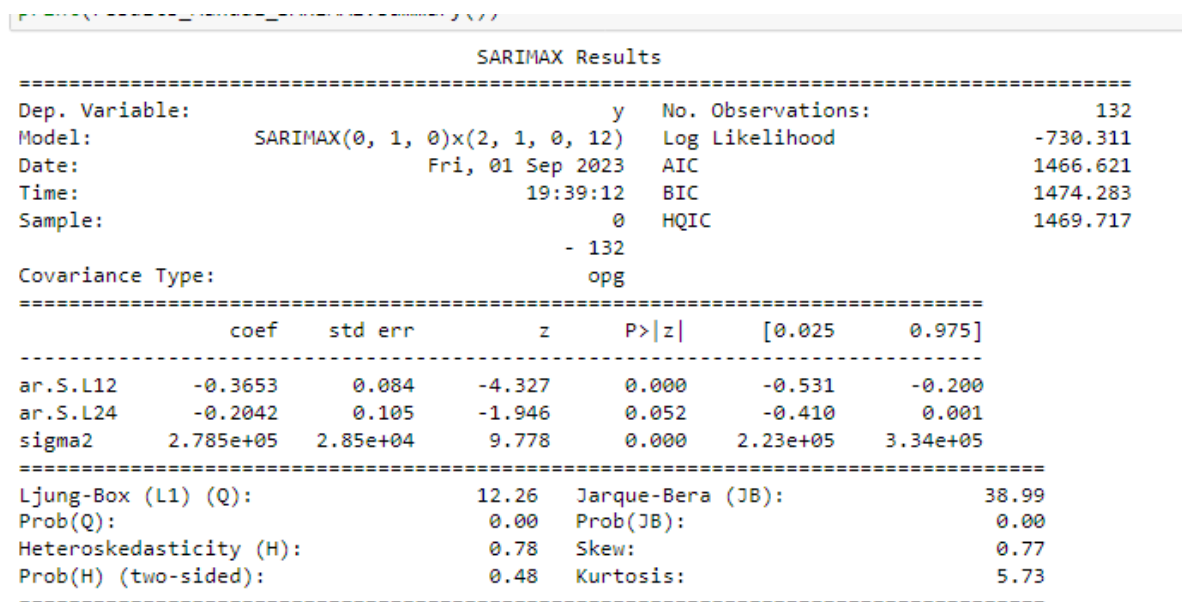 SARIMAX Results
==========================================================================================
Dep. Variable: y No. Observations: 132
Model: SARIMAX(0, 1, 0)x(2, 1, 0, 12) Log Likelihood -730.311
Date: Fri, 01 Sep 2023 AIC 1466.621
Time: 19:39:12 BIC 1474.283
Sample: 0 HQIC 1469.717
- 132
Covariance Type: opg
==============================================================================
coef std err z P>|z| [0.025 0.975]
------------------------------------------------------------------------------
ar.S.L12 -0.3653 0.084 -4.327 0.000 -0.531 -0.200
ar.S.L24 -0.2042 0.105 -1.946 0.052 -0.410 0.001
sigma2 2.785e+05 2.85e+04 9.778 0.000 2.23e+05 3.34e+05
===================================================================================
Ljung-Box (L1) (Q): 12.26 Jarque-Bera (JB): 38.99
Prob(Q): 0.00 Prob(JB): 0.00
Heteroskedasticity (H): 0.78 Skew: 0.77
Prob(H) (two-sided): 0.48 Kurtosis: 5.73